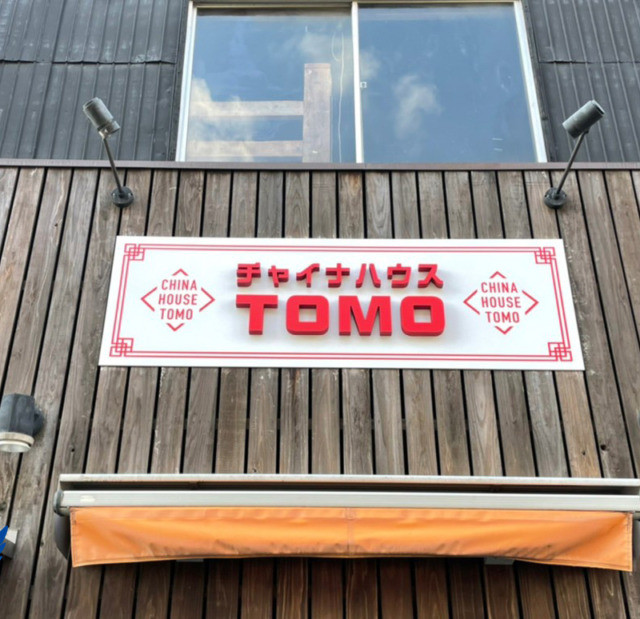 チャイナハウス
TOMO
CHINA
HOUSE
TOMO
CHINA
HOUSE
TOMO